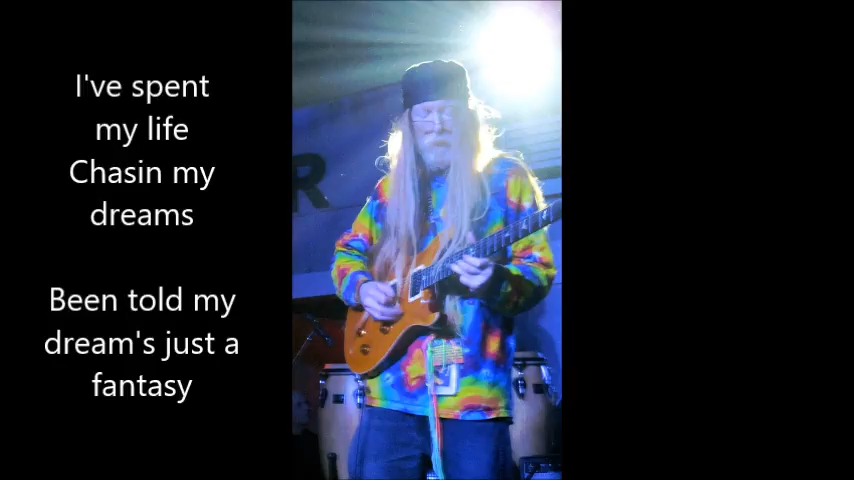 I've spent
my life
Chasin my
dreams
Been told my
dream's just a
fantasy
R